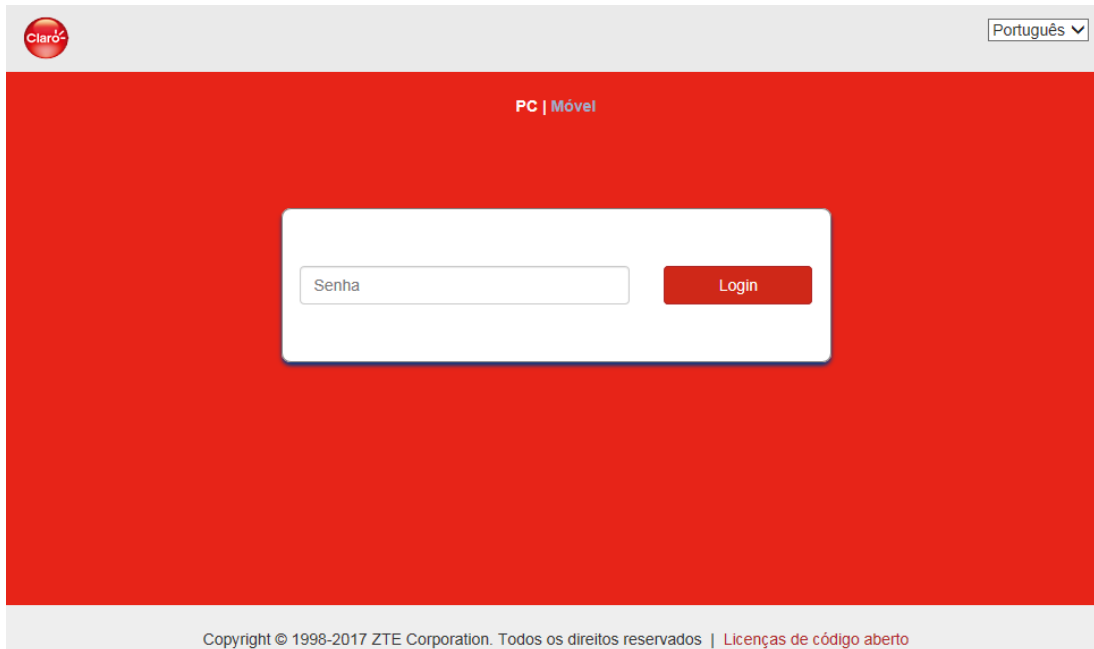 Claro
Português
PC | Móvel
Senha
Login
Copyright © 1998-2017 ZTE Corporation. Todos os direitos reservados | Licenças de código aberto